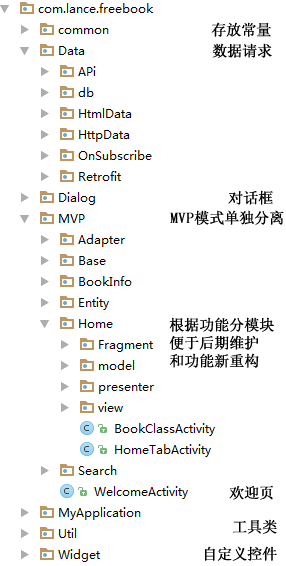 com.lance.freebook
common 存放常量
Data 数据请求
APi
db
HtmlData
HttpData
OnSubscribe
Retrofit
Dialog 对话框
MVP MVP模式单独分离
Adapter
Base
BookInfo
Entity
Home 根据功能分模块
Fragment 便于后期维护
model 和功能新重构
presenter
view
BookClassActivity
HomeTabActivity
Search
WelcomeActivity 欢迎页
MyApplication
Util 工具类
Widget 自定义控件